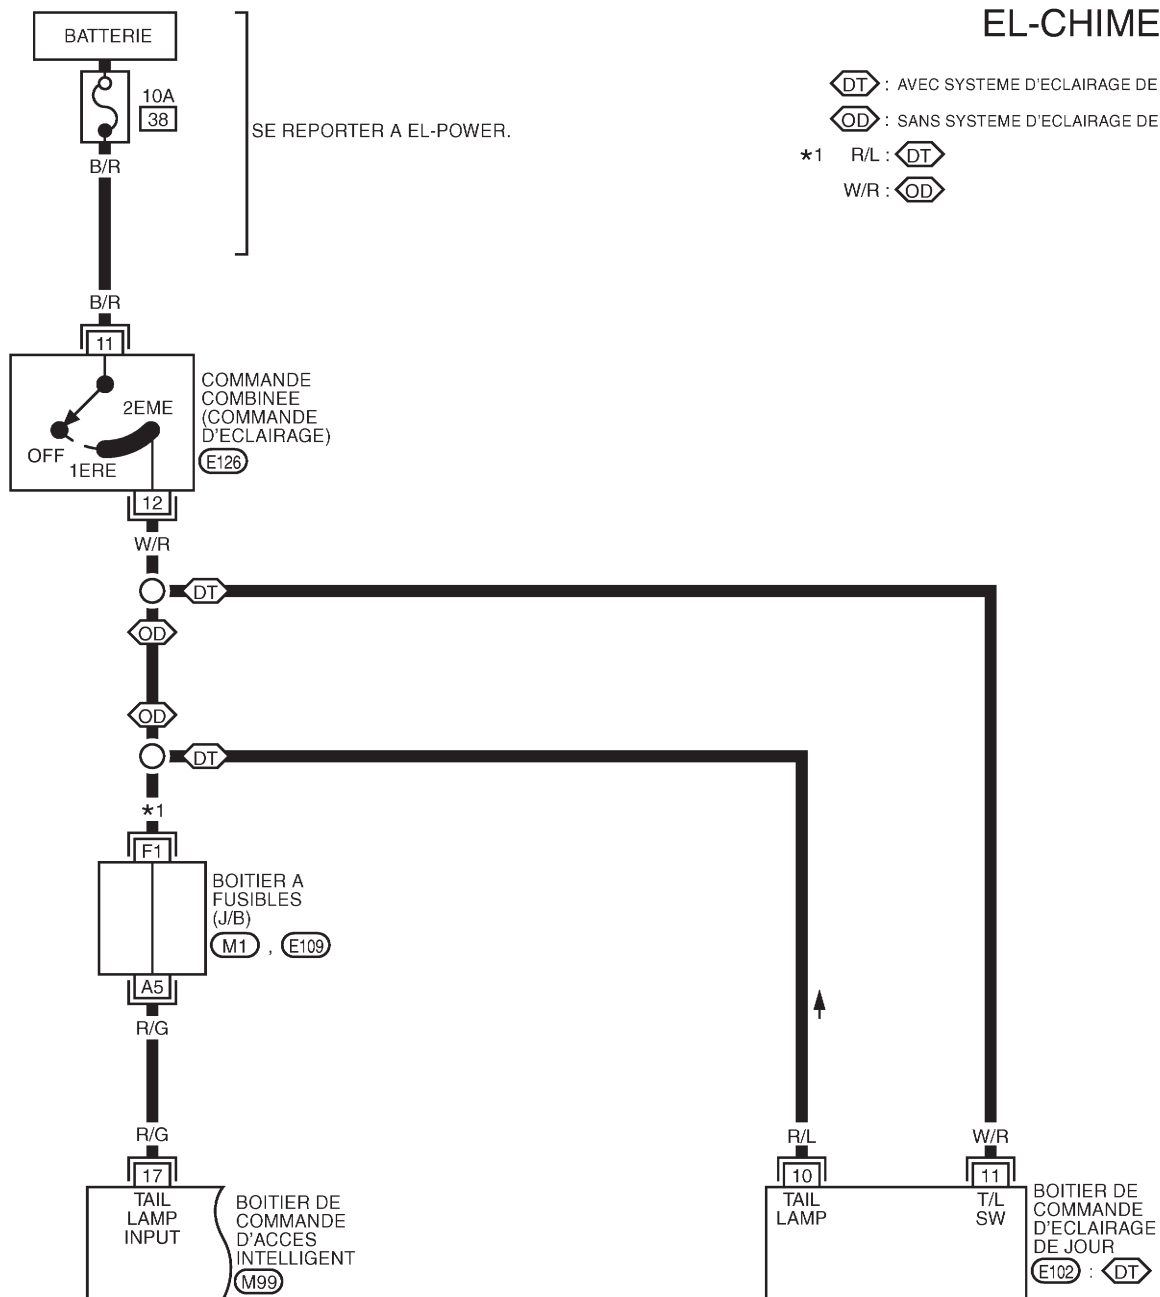 EL-CHIME
BATTERIE
10A
38
SE REPORTER A EL-POWER.
DT : AVEC SYSTEME D'ECLAIRAGE DE
OD : SANS SYSTEME D'ECLAIRAGE DE
*1 R/L : DT
W/R : OD
B/R
B/R
11
COMMANDE
COMBINEE
(COMMANDE
D'ECLAIRAGE)
E126
2EME
OFF
1ERE
12
W/R
DT
OD
OD
DT
*1
F1
BOITIER A
FUSIBLES
(J/B)
M1 , E109
A5
R/G
R/G
17
TAIL
LAMP
INPUT
BOITIER DE
COMMANDE
D'ACCES
INTELLIGENT
M99
R/L
10
TAIL
LAMP
W/R
11
T/L
SW
BOITIER DE
COMMANDE
D'ECLAIRAGE
DE JOUR
E102 : DT